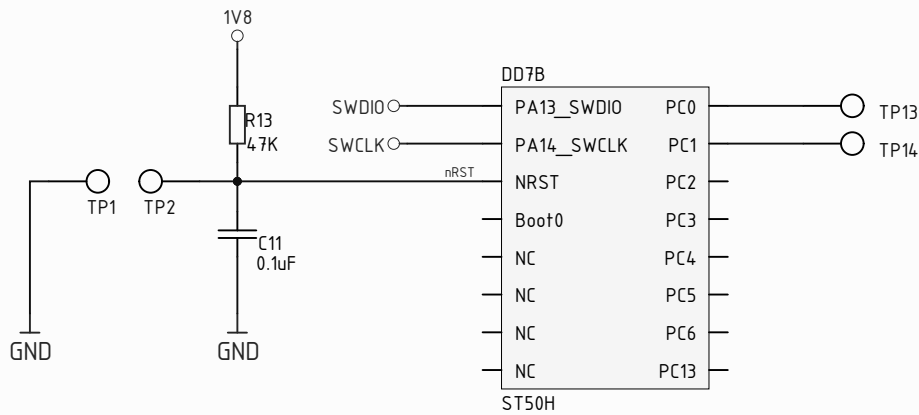 1V8
DD7B
R13
47K
SWDIO
SWCLK
nRST
TP1
TP2
C11
0.1uF
GND
GND
PA13_SWDIO
PA14_SWCLK
NRST
Boot0
NC
NC
NC
NC
PC0
PC1
PC2
PC3
PC4
PC5
PC6
PC13
TP13
TP14
ST50H